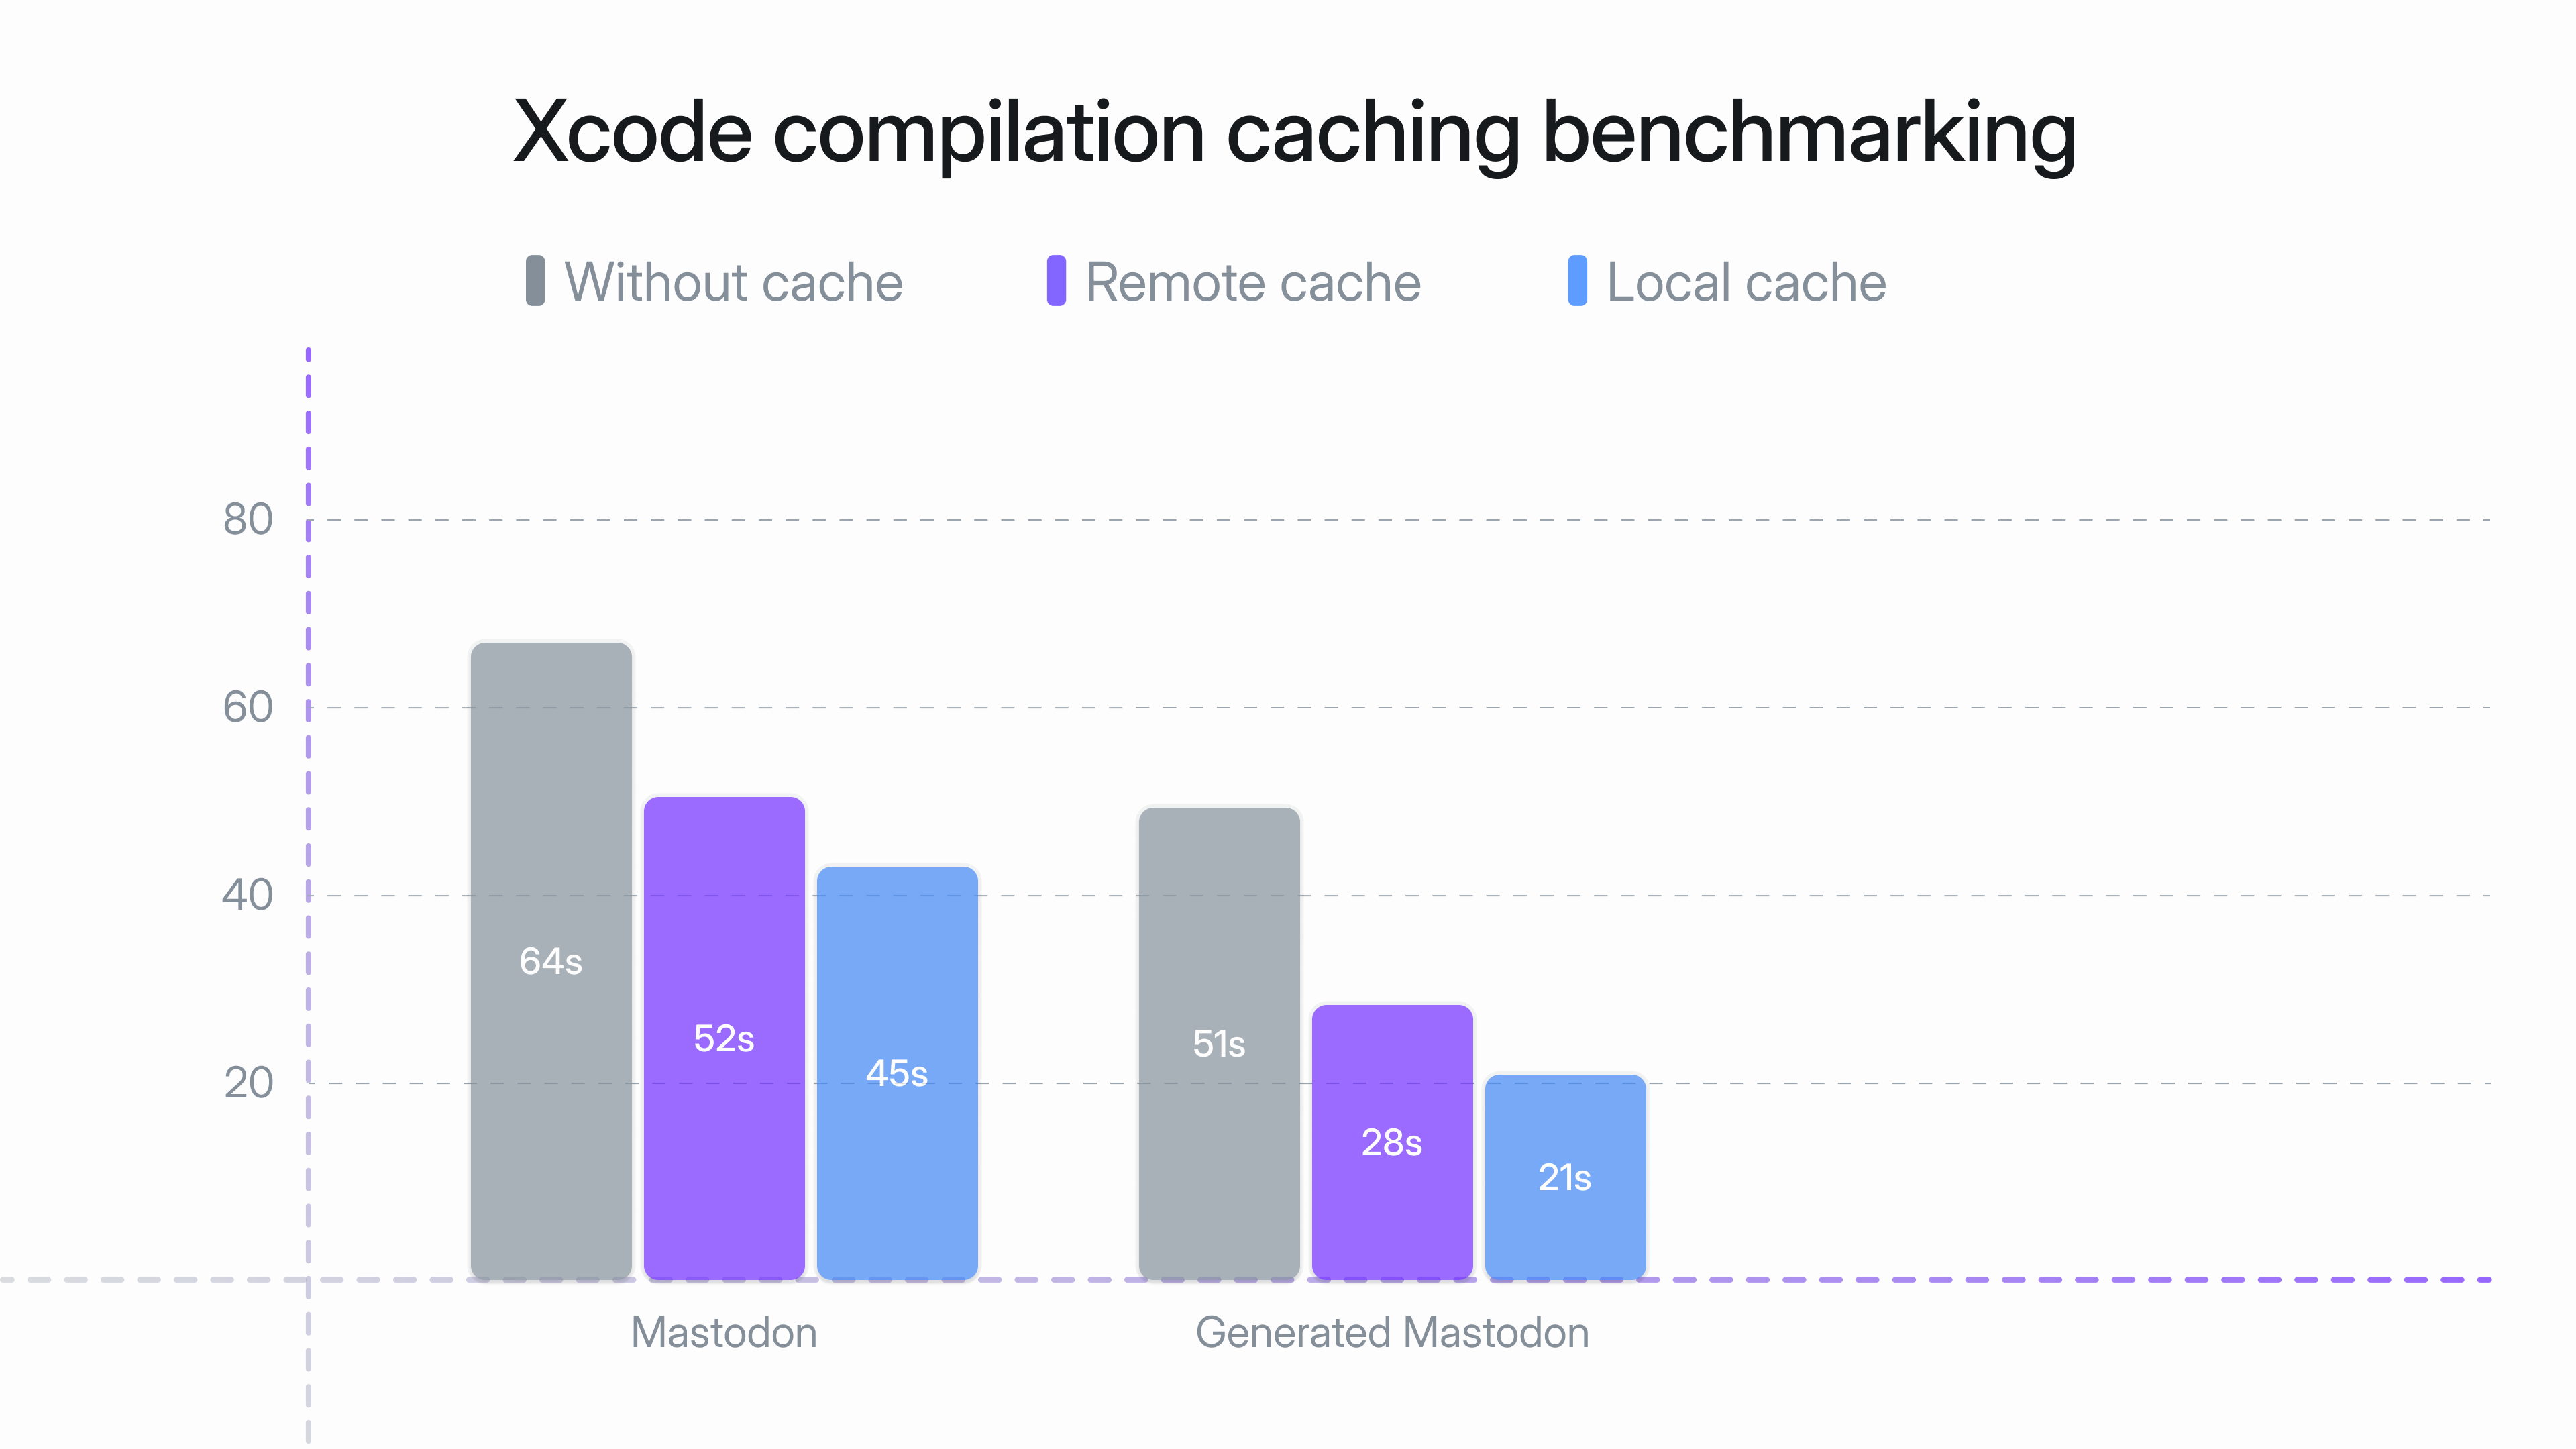 Xcode compilation caching benchmarking
Without cache
Remote cache
Local cache
80
60
40
20
64s
52s
45s
51s
28s
21s
Mastodon
Generated Mastodon